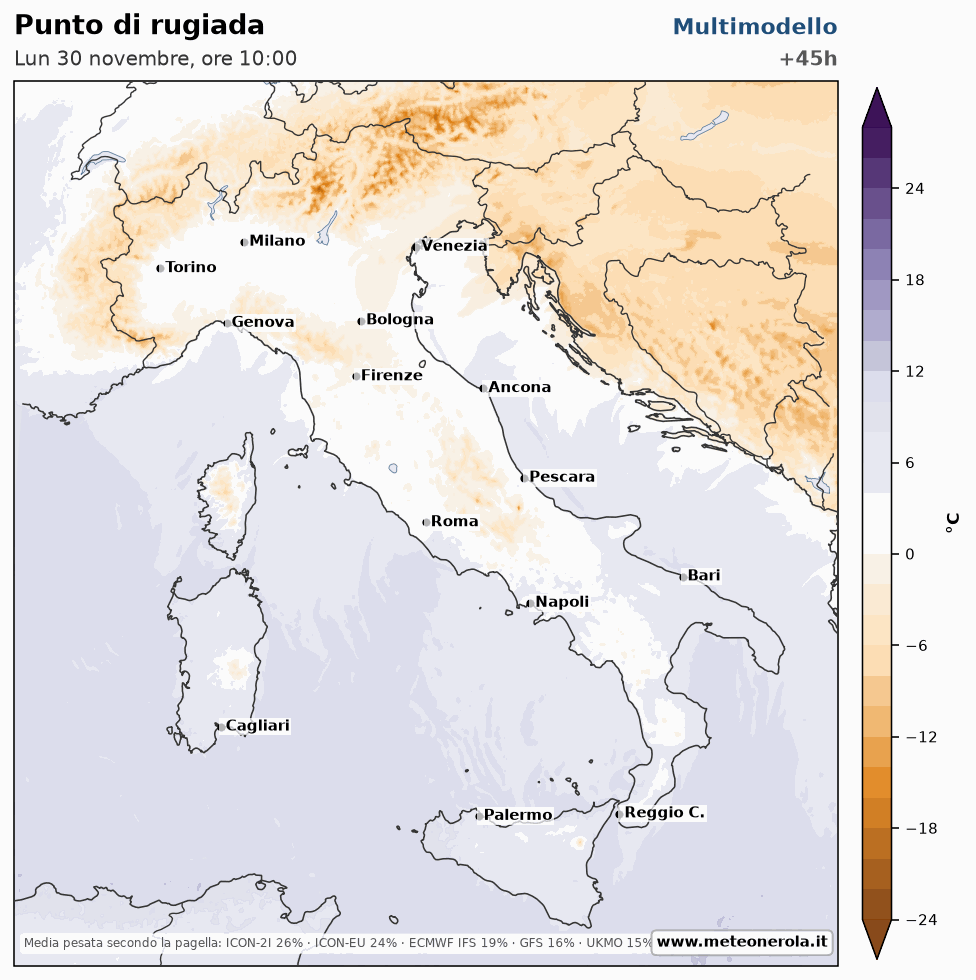 Punto di rugiada
Multimodello
Lun 30 novembre, ore 10:00
+45h
Milano
Venezia
Torino
Genova
Bologna
Firenze
Ancona
Pescara
Roma
Bari
Napoli
Cagliari
Palermo
Reggio C.
24
18
12
6
0
−6
−12
−18
−24
°C
Media pesata secondo la pagella: ICON-2I 26% · ICON-EU 24% · ECMWF IFS 19% · GFS 16% · UKMO 15%
www.meteonerola.it